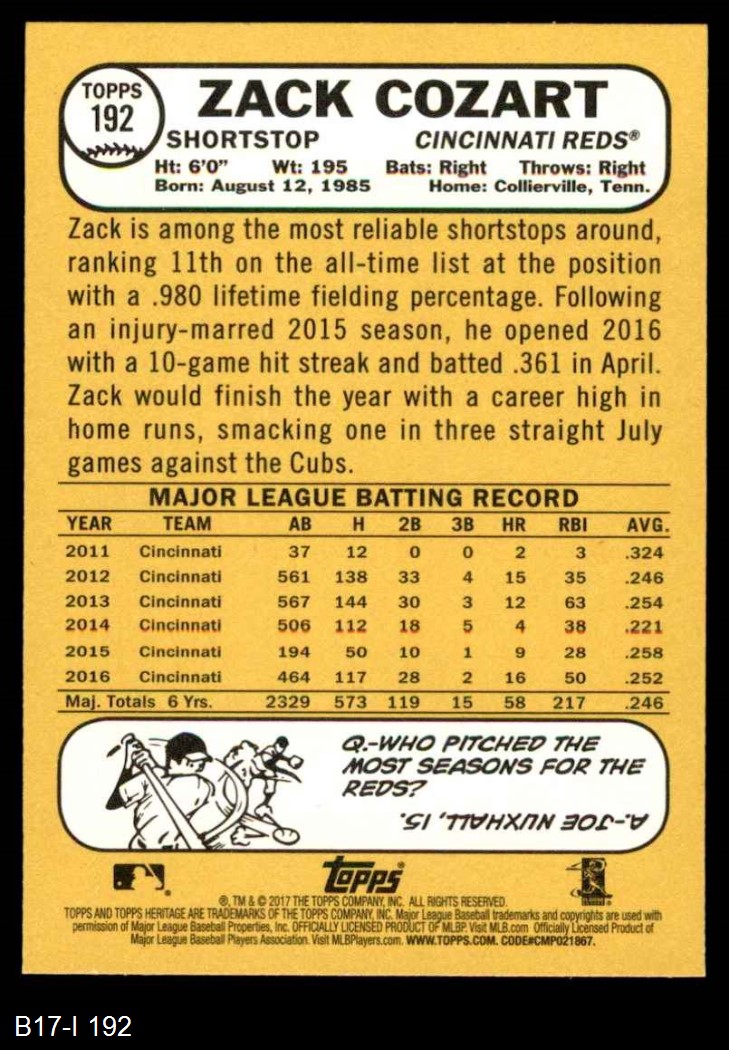 TOPPS
192
ZACK COZART
SHORTSTOP CINCINNATI REDS®
Ht: 6'0" Wt: 195 Bats: Right Throws: Right
Born: August 12, 1985 Home: Collierville, Tenn.
Zack is among the most reliable shortstops around,
ranking 11th on the all-time list at the position
with a .980 lifetime fielding percentage. Following
an injury-marred 2015 season, he opened 2016
with a 10-game hit streak and batted .361 in April.
Zack would finish the year with a career high in
home runs, smacking one in three straight July
games against the Cubs.
MAJOR LEAGUE BATTING RECORD
YEAR TEAM AB H 2B 3B HR RBI AVG.
2011 Cincinnati 37 12 0 0 2 3 .324
2012 Cincinnati 561 138 33 4 15 35 .246
2013 Cincinnati 567 144 30 3 12 63 .254
2014 Cincinnati 506 112 18 5 4 38 .221
2015 Cincinnati 194 50 10 1 9 28 .258
2016 Cincinnati 464 117 28 2 16 50 .252
Maj. Totals 6 Yrs. 2329 573 119 15 58 217 .246
Q.-WHO PITCHED THE
MOST SEASONS FOR THE
REDS?
A.-JOE NUXHALL, 15.
topps
®, TM & © 2017 THE TOPPS COMPANY, INC. ALL RIGHTS RESERVED.
TOPPS AND TOPPS HERITAGE ARE TRADEMARKS OF THE TOPPS COMPANY, INC. Major League Baseball trademarks and copyrights are used with
permission of Major League Baseball Properties, Inc. OFFICIALLY LICENSED PRODUCT OF MLBP. Visit MLB.com Officially Licensed Product of
Major League Baseball Players Association. Visit MLBPlayers.com. WWW.TOPPS.COM. CODE#CMP021867.
B17-I 192